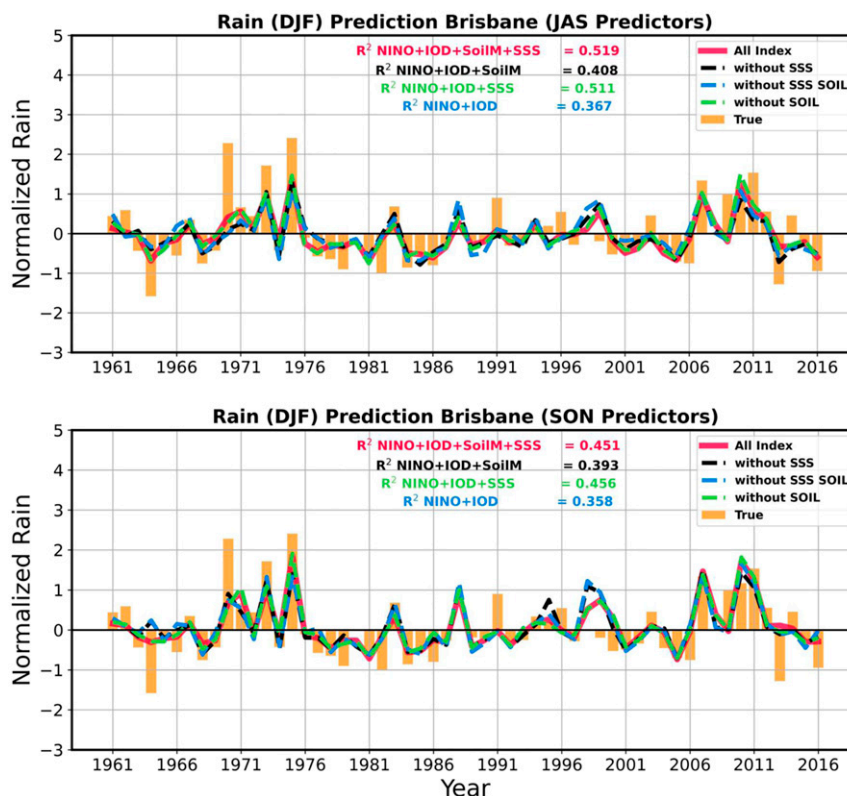 Rain (DJF) Prediction Brisbane (JAS Predictors)
R² NINO+IOD+SoilM+SSS = 0.519
R² NINO+IOD+SoilM = 0.408
R² NINO+IOD+SSS = 0.511
R² NINO+IOD = 0.367
All Index
without SSS
without SSS SOIL
without SOIL
True
Normalized Rain
5
4
3
2
1
0
−1
−2
−3
1961 1966 1971 1976 1981 1986 1991 1996 2001 2006 2011 2016
Rain (DJF) Prediction Brisbane (SON Predictors)
R² NINO+IOD+SoilM+SSS = 0.451
R² NINO+IOD+SoilM = 0.393
R² NINO+IOD+SSS = 0.456
R² NINO+IOD = 0.358
All Index
without SSS
without SSS SOIL
without SOIL
True
Normalized Rain
5
4
3
2
1
0
−1
−2
−3
1961 1966 1971 1976 1981 1986 1991 1996 2001 2006 2011 2016
Year